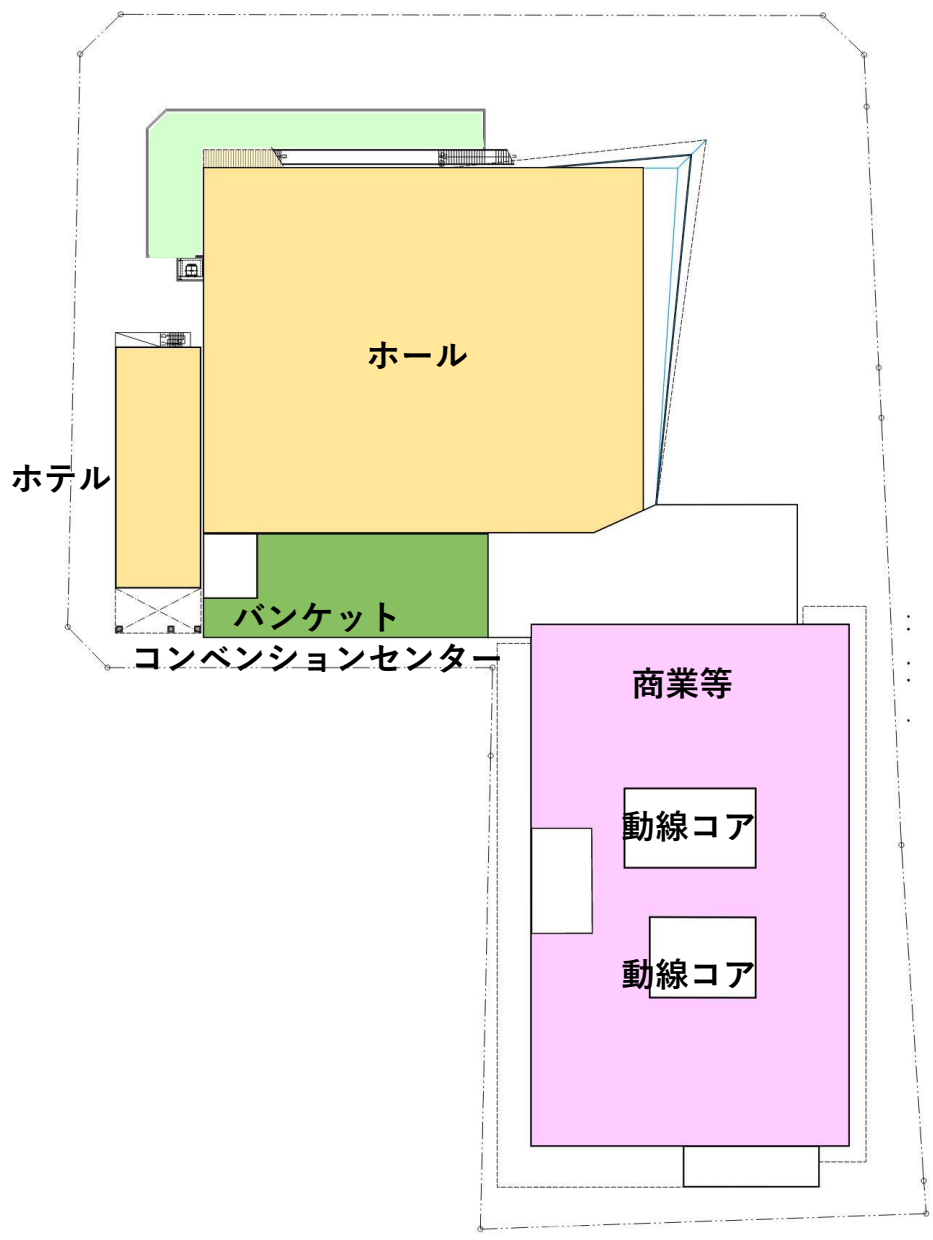 ホール
ホテル
バンケット
コンベンションセンター
商業等
動線コア
動線コア